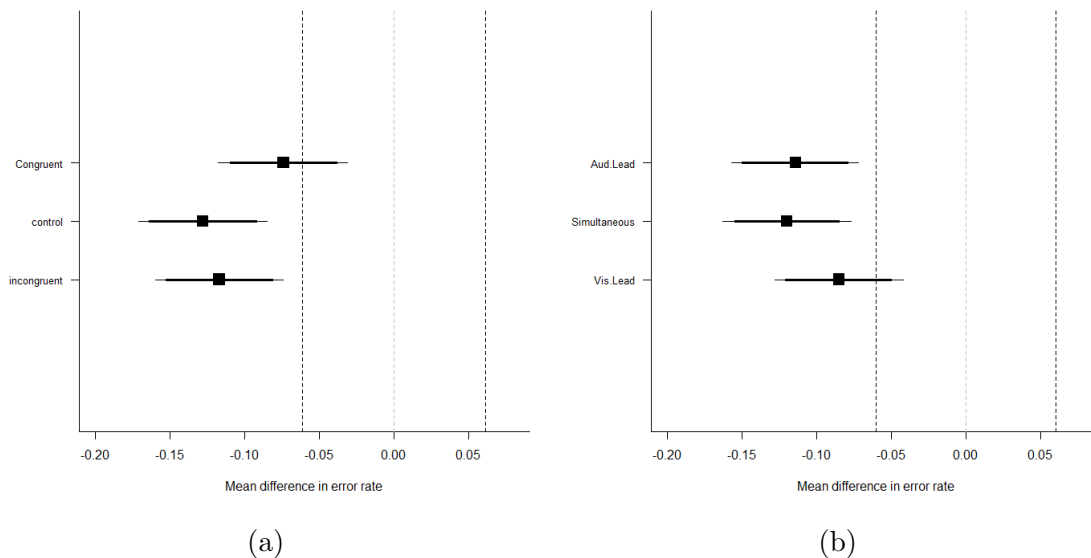 Congruent
control
incongruent
-0.20 -0.15 -0.10 -0.05 0.00 0.05
Mean difference in error rate
(a)
Aud.Lead
Simultaneous
Vis.Lead
-0.20 -0.15 -0.10 -0.05 0.00 0.05
Mean difference in error rate
(b)